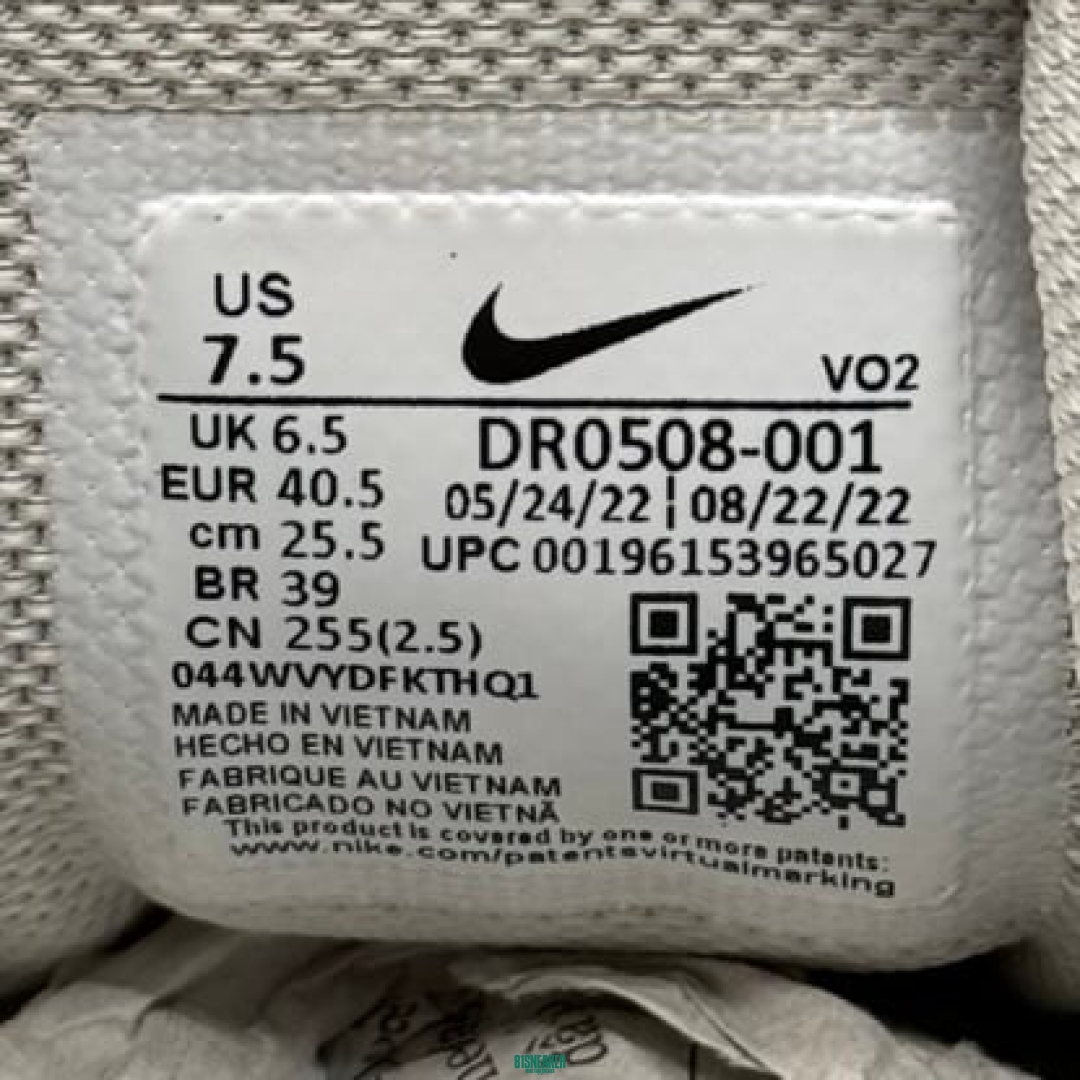 US
7.5
VO2
UK 6.5
EUR 40.5
cm 25.5
BR 39
CN 255(2.5)
DR0508-001
05/24/22 ¦ 08/22/22
UPC 00196153965027
044WVYDFKTHQ1
MADE IN VIETNAM
HECHO EN VIETNAM
FABRIQUE AU VIETNAM
FABRICADO NO VIETNÃ
This product is covered by one or more patents:
www.nike.com/patentsvirtualmarking